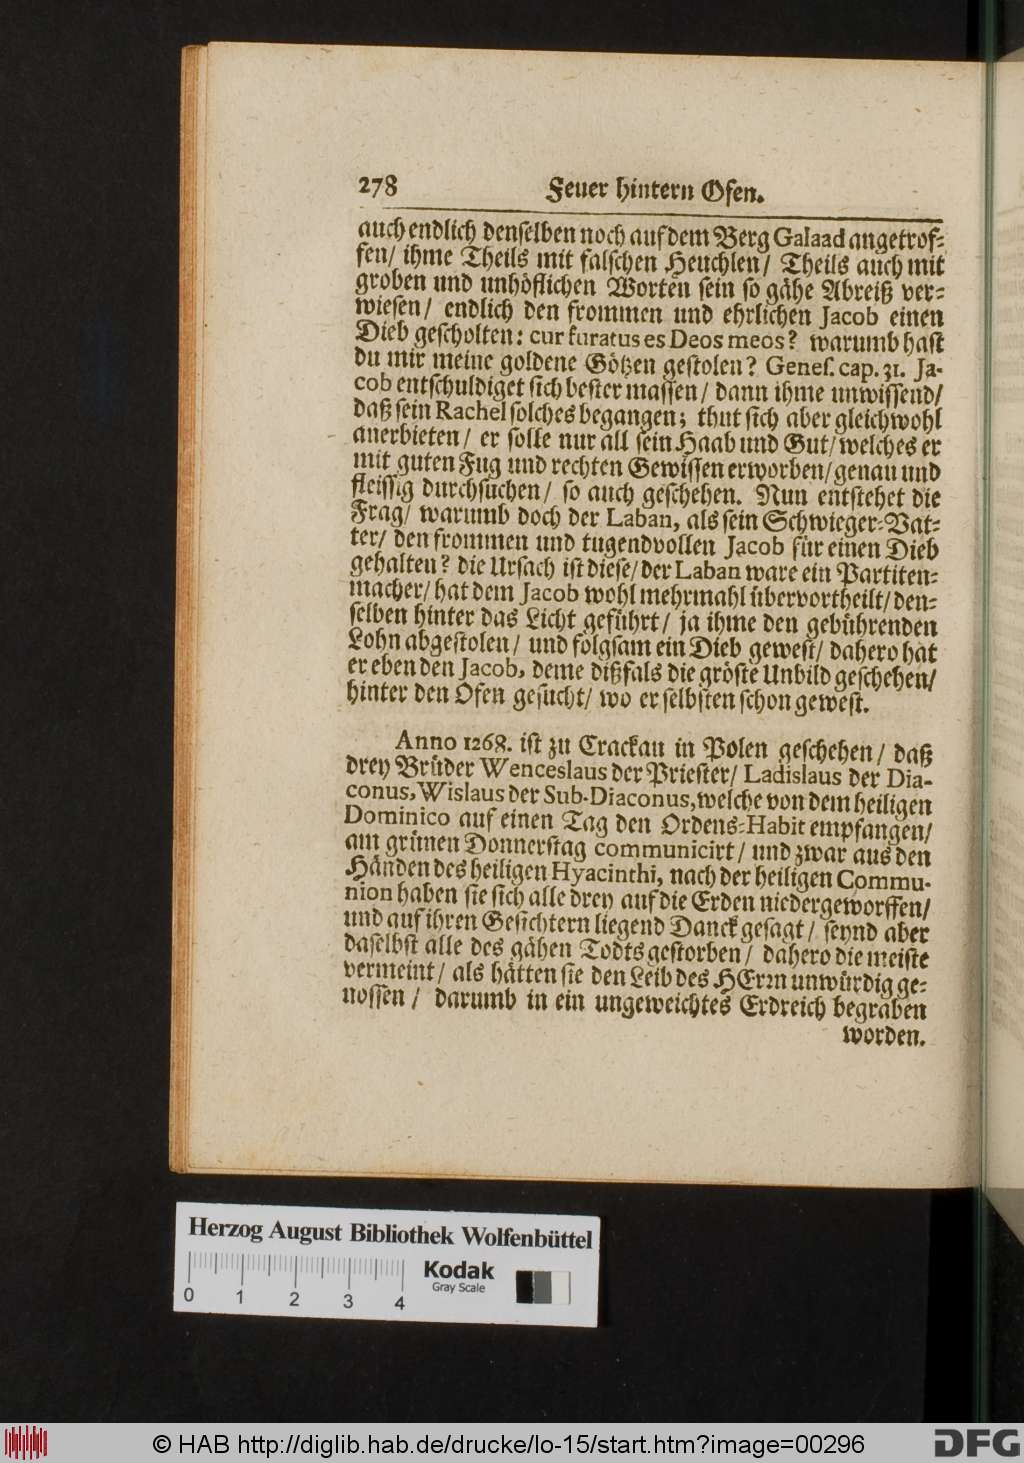 278 Feuer hintern Ofen.
auch endlich denselben noch auf dem Berg Galaad angetrof-
fen/ ihme Theils mit falschen Heuchlen/ Theils auch mit
groben und unhöflichen Worten sein so gähe Abreiß ver-
wiesen/ endlich den frommen und ehrlichen Jacob einen
Dieb gescholten: cur furatus es Deos meos? warumb hast
du mir meine goldene Götzen gestolen? Genes. cap. 31. Ja-
cob entschuldiget sich bester massen/ dann ihme unwissend/
daß sein Rachel solches begangen; thut sich aber gleichwohl
anerbieten/ er solle nur all sein Haab und Gut/ welches er
mit guten Fug und rechten Gewissen erworben/ genau und
fleissig durchsuchen/ so auch geschehen. Nun entstehet die
Frag/ warumb doch der Laban, als sein Schwieger-Vat-
ter/ den frommen und tugendvollen Jacob für einen Dieb
gehalten? die Ursach ist diese/ der Laban ware ein Partiten-
macher/ hat dem Jacob wohl mehrmahl übervortheilt/ den-
selben hinter das Licht geführt/ ja ihme den gebührenden
Lohn abgestolen/ und folgsam ein Dieb gewest/ dahero hat
er eben den Jacob, deme dißfals die gröste Unbild geschehen/
hinter den Ofen gesucht/ wo er selbsten schon gewest.
Anno 1268. ist zu Crackau in Polen geschehen/ daß
drey Brüder Wenceslaus der Priester/ Ladislaus der Dia-
conus, Wislaus der Sub-Diaconus, welche von dem heiligen
Dominico auf einen Tag den Ordens-Habit empfangen/
am grünen Donnerstag communicirt/ und zwar aus den
Händen des heiligen Hyacinthi, nach der heiligen Commu-
nion haben sie sich alle drey auf die Erden niedergeworffen/
und auf ihren Gesichtern liegend Danck gesagt/ seynd aber
daselbst alle des gähen Todts gestorben/ dahero die meiste
vermeint/ als hätten sie den Leib des HErrn unwürdig ge-
nossen/ darumb in ein ungeweichtes Erdreich begraben
worden.
Herzog August Bibliothek Wolfenbüttel
Kodak
Gray Scale
0 1 2 3 4
© HAB http://diglib.hab.de/drucke/lo-15/start.htm?image=00296
DFG